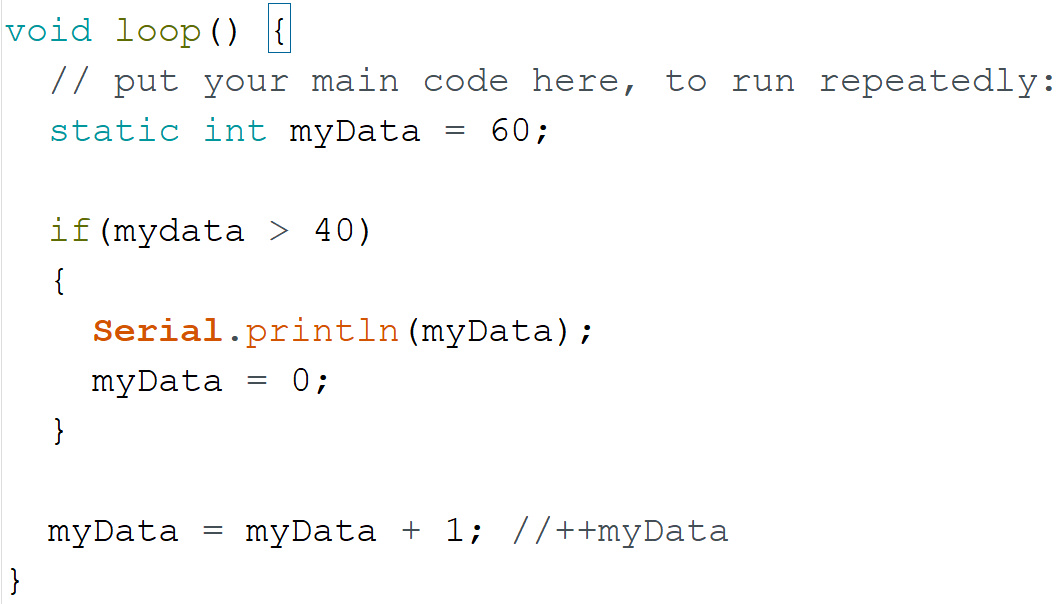 void loop() {
  // put your main code here, to run repeatedly:
  static int myData = 60;

  if(mydata > 40)
  {
    Serial.println(myData);
    myData = 0;
  }

  myData = myData + 1; //++myData
}